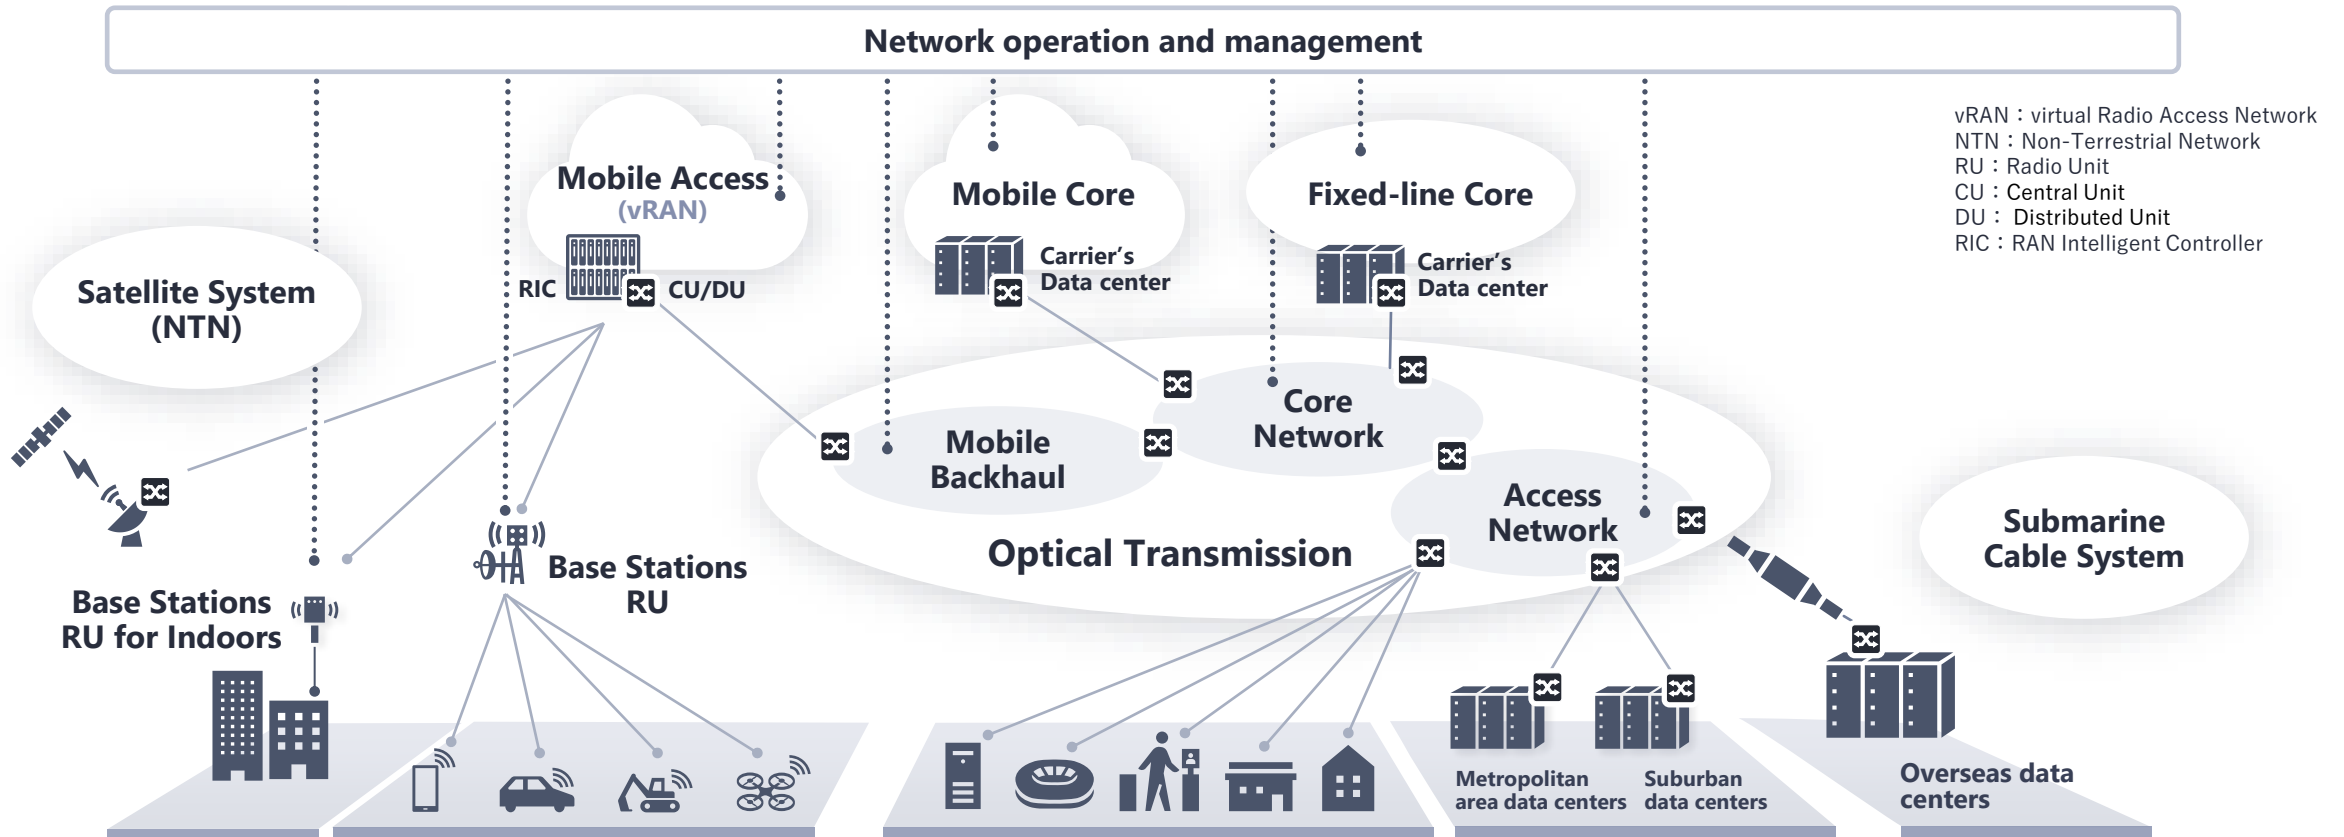 Network operation and management
vRAN：virtual Radio Access Network
NTN：Non-Terrestrial Network
RU：Radio Unit
CU：Central Unit
DU： Distributed Unit
RIC：RAN Intelligent Controller
Mobile Access
(vRAN)
RIC
CU/DU
Mobile Core
Carrier's
Data center
Fixed-line Core
Carrier's
Data center
Satellite System
(NTN)
Core
Network
Mobile
Backhaul
Access
Network
Optical Transmission
Submarine
Cable System
Base Stations
RU
Base Stations
RU for Indoors
Metropolitan
area data centers
Suburban
data centers
Overseas data
centers